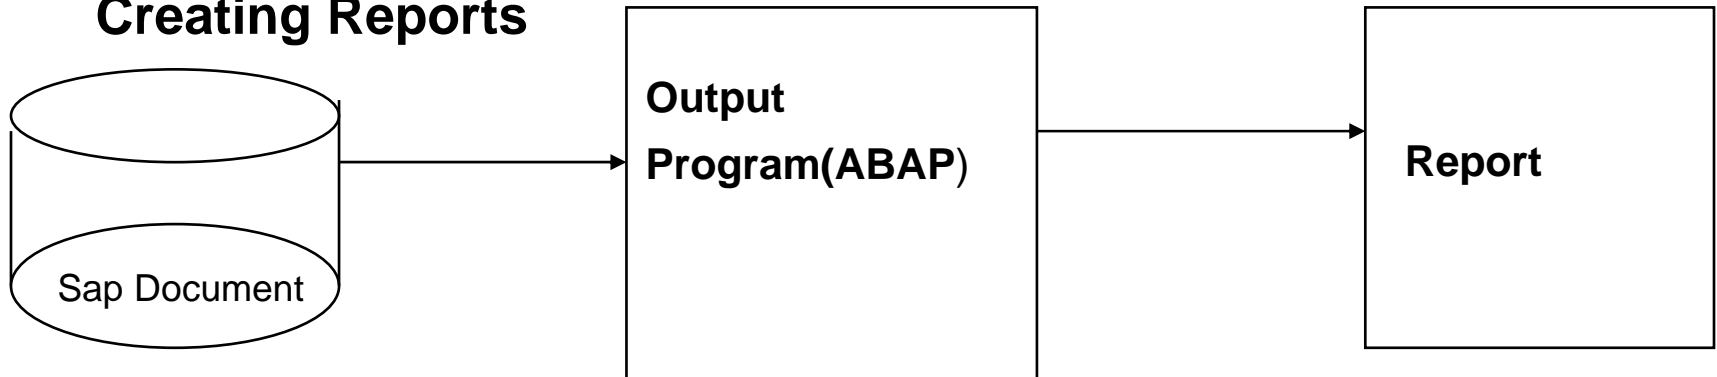 Creating Reports
Output
Program(ABAP)
Report
Sap Document